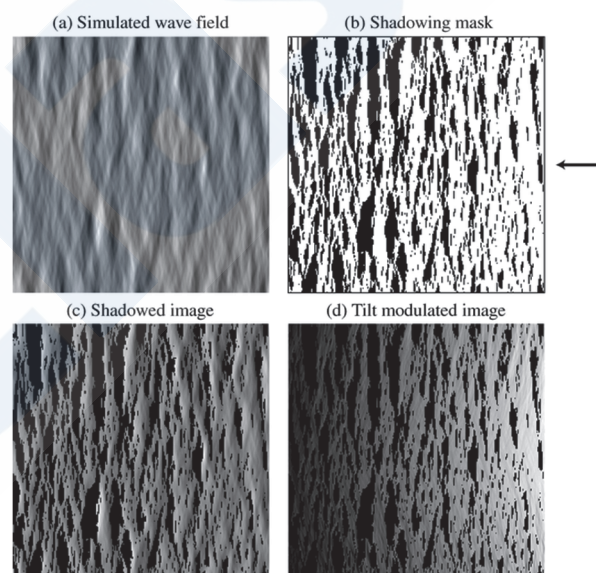 (a) Simulated wave field
(b) Shadowing mask
(c) Shadowed image
(d) Tilt modulated image